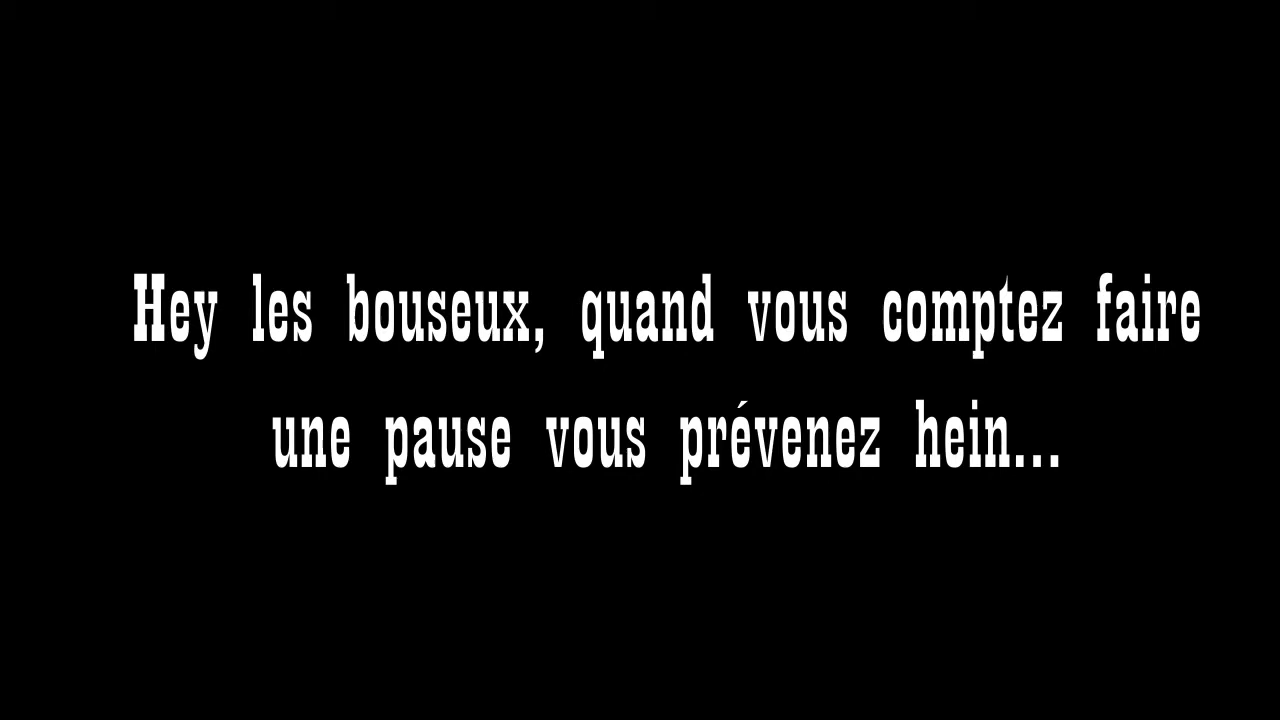 Hey les bouseux, quand vous comptez faire
une pause vous prévenez hein...